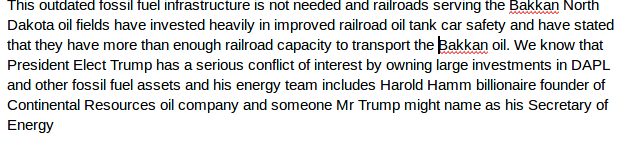 This outdated fossil fuel infrastructure is not needed and railroads serving the Bakkan North
Dakota oil fields have invested heavily in improved railroad oil tank car safety and have stated
that they have more than enough railroad capacity to transport the Bakkan oil. We know that
President Elect Trump has a serious conflict of interest by owning large investments in DAPL
and other fossil fuel assets and his energy team includes Harold Hamm billionaire founder of
Continental Resources oil company and someone Mr Trump might name as his Secretary of
Energy